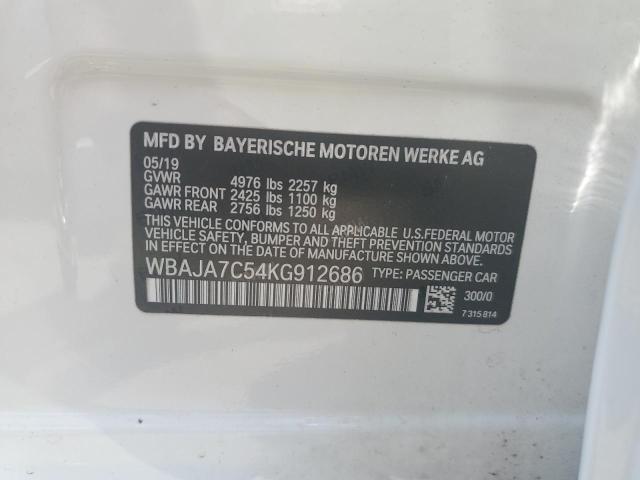 MFD BY BAYERISCHE MOTOREN WERKE AG
05/19
GVWR 4976 lbs 2257 kg
GAWR FRONT 2425 lbs 1100 kg
GAWR REAR 2756 lbs 1250 kg
THIS VEHICLE CONFORMS TO ALL APPLICABLE U.S.FEDERAL MOTOR
VEHICLE SAFETY, BUMPER AND THEFT PREVENTION STANDARDS
IN EFFECT ON THE DATE OF MANUFACTURE SHOWN ABOVE.
WBAJA7C54KG912686 TYPE: PASSENGER CAR
300/0
7315814